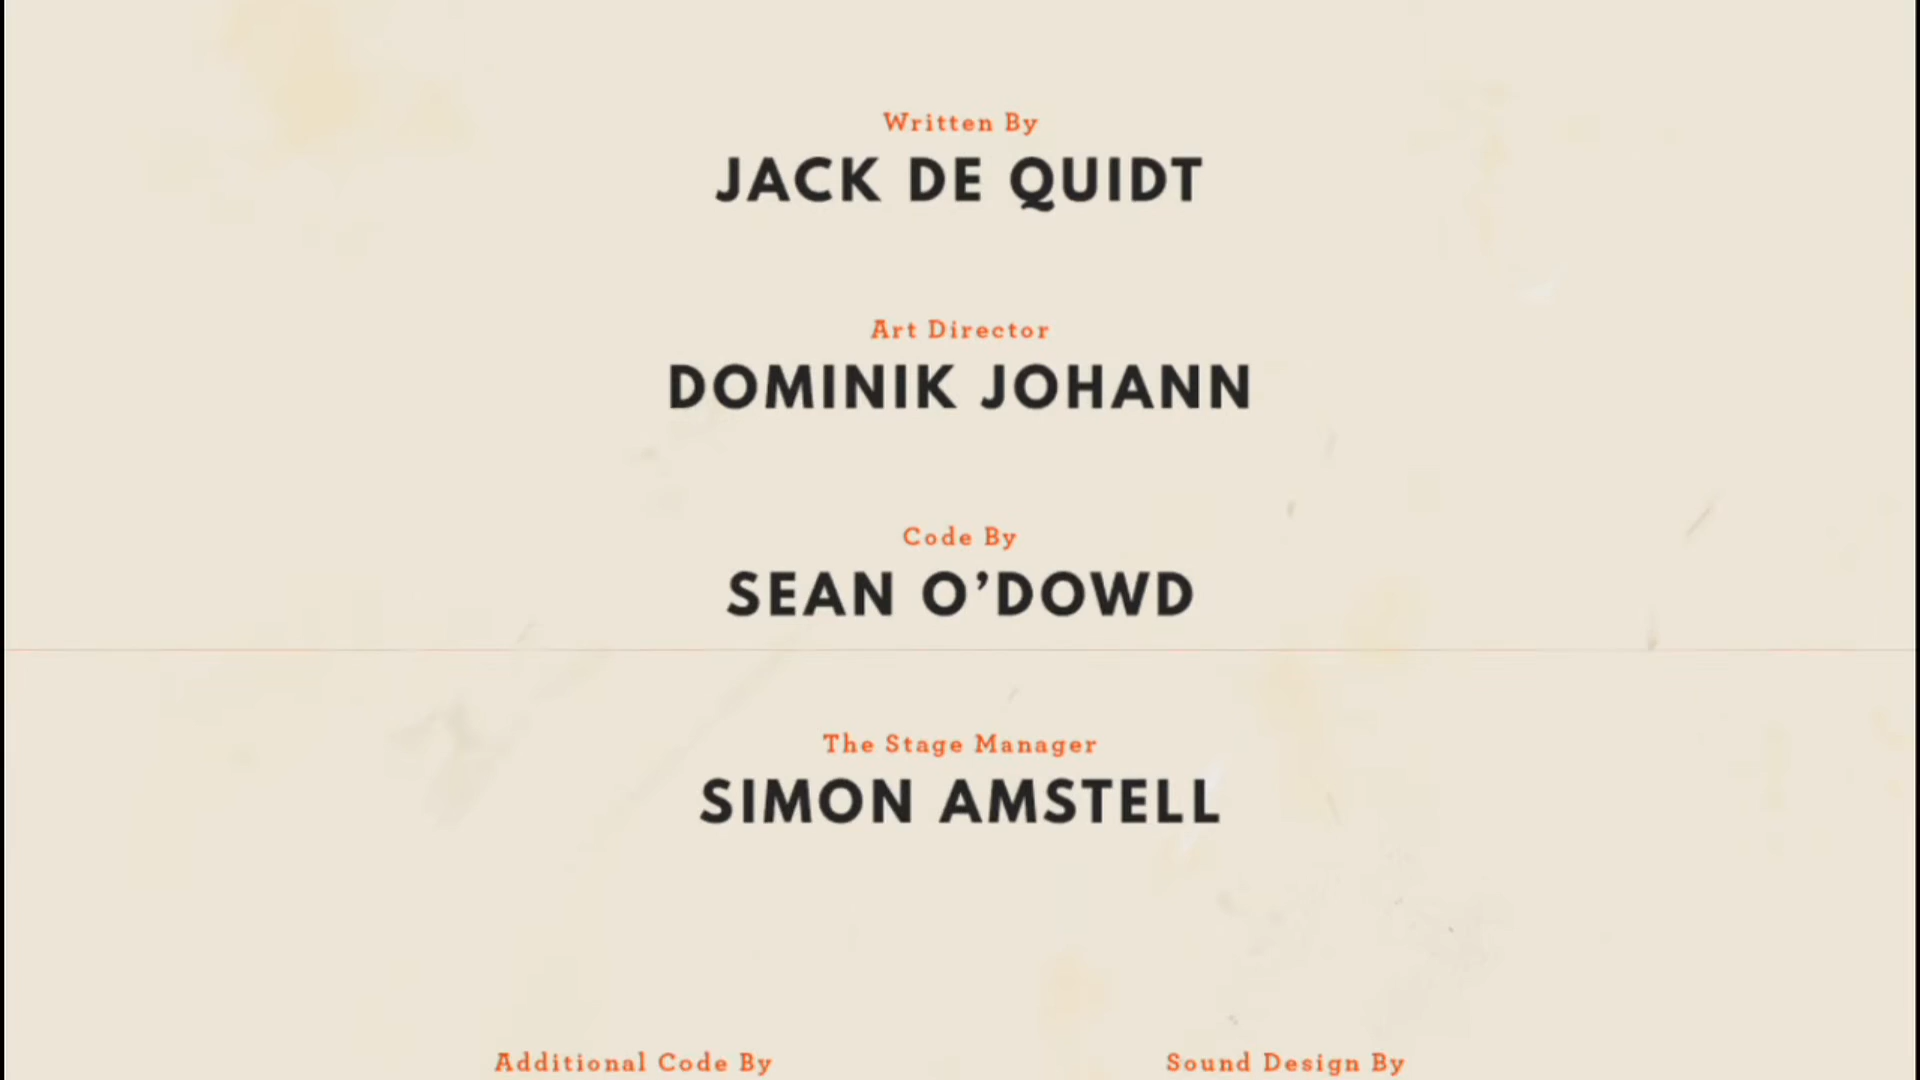 Written By
JACK DE QUIDT
Art Director
DOMINIK JOHANN
Code By
SEAN O’DOWD
The Stage Manager
SIMON AMSTELL
Additional Code By
Sound Design By